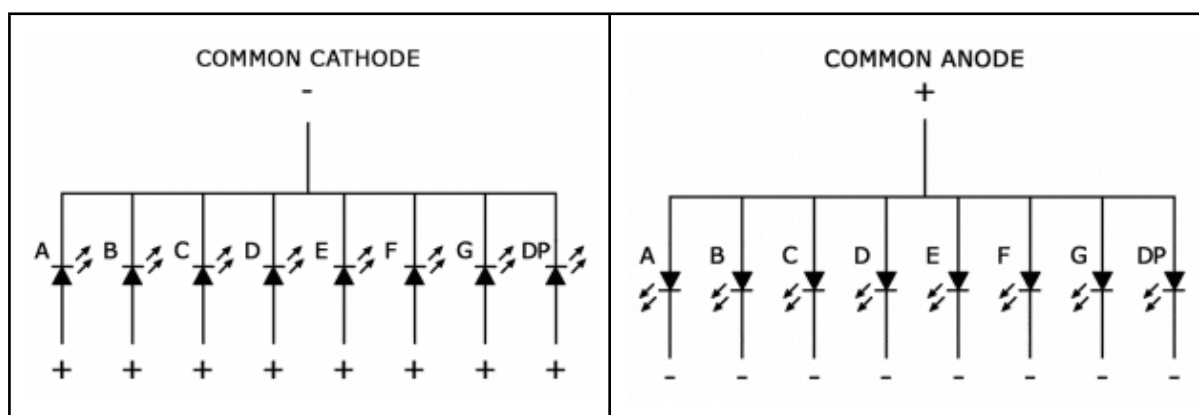 COMMON CATHODE
-
A B C D E F G DP
+ + + + + + + +
COMMON ANODE
+
A B C D E F G DP
- - - - - - - -